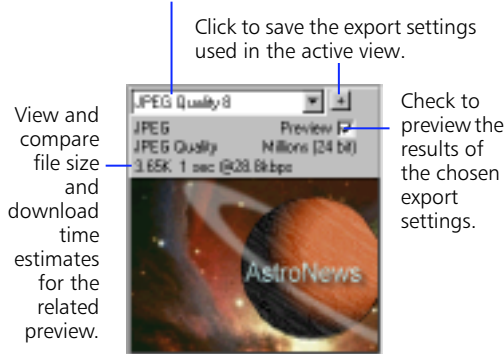 Click to save the export settings
used in the active view.
JPEG Quality 8
+
JPEG
Preview
JPEG Quality
Millions (24 bit)
3.65K 1 sec @28.8kbps
View and
compare
file size
and
download
time
estimates
for the
related
preview.
Check to
preview the
results of
the chosen
export
settings.
AstroNews